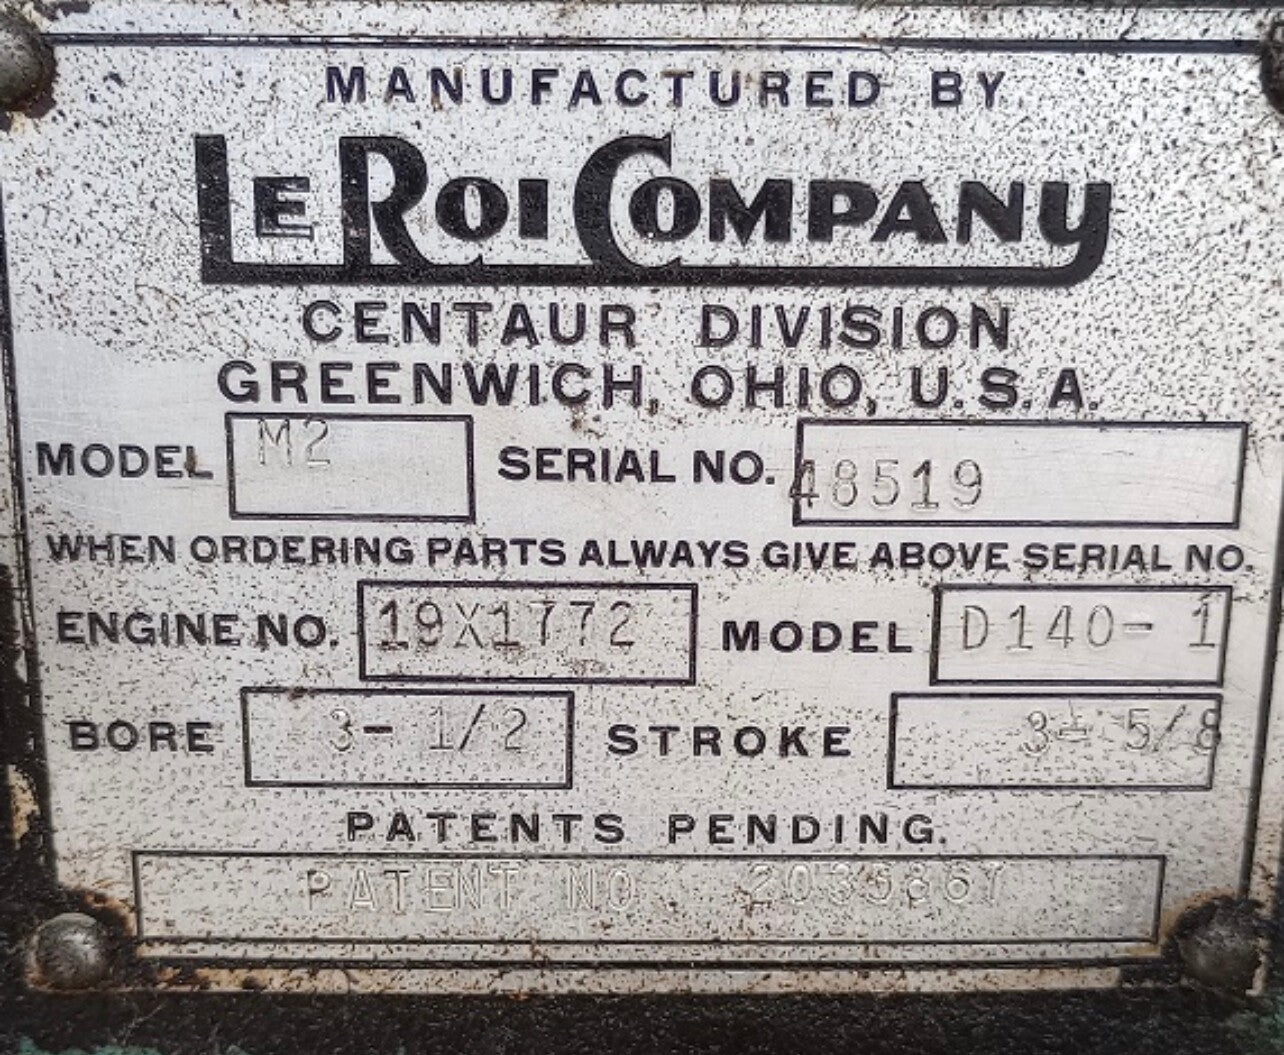 MANUFACTURED BY
LE ROI COMPANY
CENTAUR DIVISION
GREENWICH, OHIO, U.S.A.
MODEL M2 SERIAL NO. 48519
WHEN ORDERING PARTS ALWAYS GIVE ABOVE SERIAL NO.
ENGINE NO. 19X1772 MODEL D140-1
BORE 3-1/2 STROKE 3-5/8
PATENTS PENDING.
PATENT NO